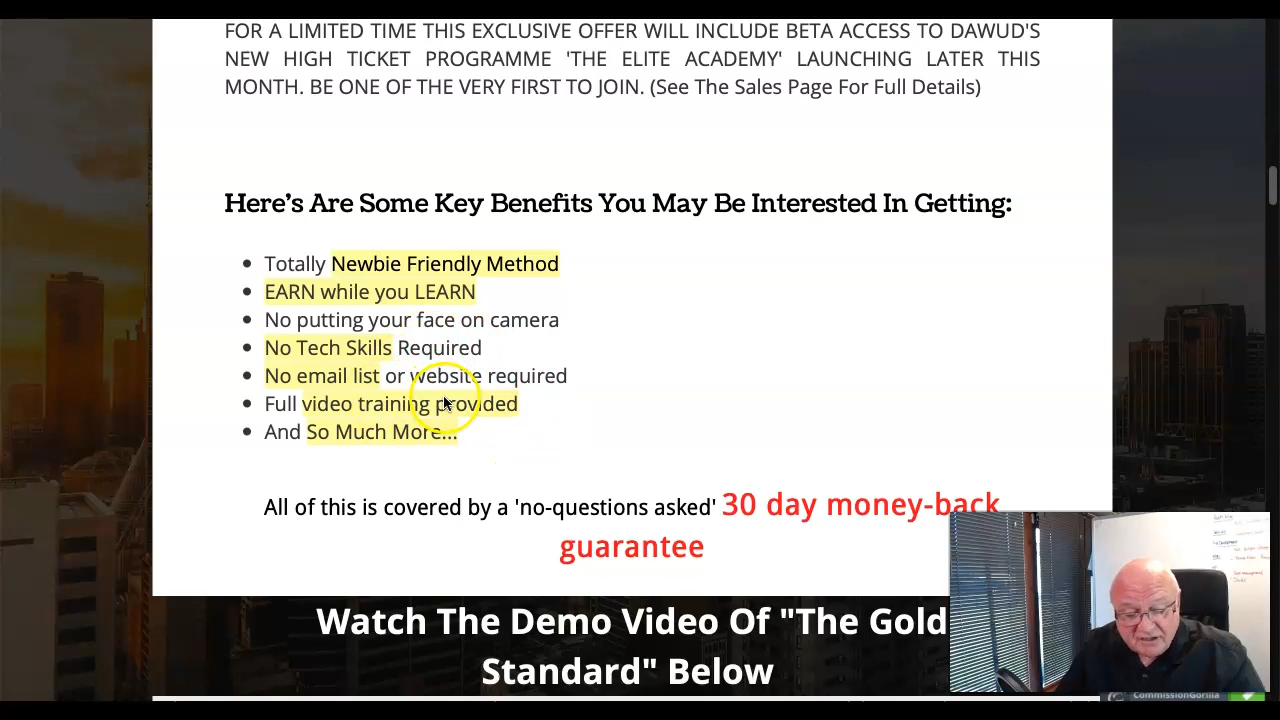 FOR A LIMITED TIME THIS EXCLUSIVE OFFER WILL INCLUDE BETA ACCESS TO DAWUD'S
NEW HIGH TICKET PROGRAMME 'THE ELITE ACADEMY' LAUNCHING LATER THIS
MONTH. BE ONE OF THE VERY FIRST TO JOIN. (See The Sales Page For Full Details)
Here's Are Some Key Benefits You May Be Interested In Getting:
Totally Newbie Friendly Method
EARN while you LEARN
No putting your face on camera
No Tech Skills Required
No email list or website required
Full video training provided
And So Much More...
All of this is covered by a 'no-questions asked' 30 day money-back
guarantee
Watch The Demo Video Of "The Gold
Standard" Below
CommissionGorilla